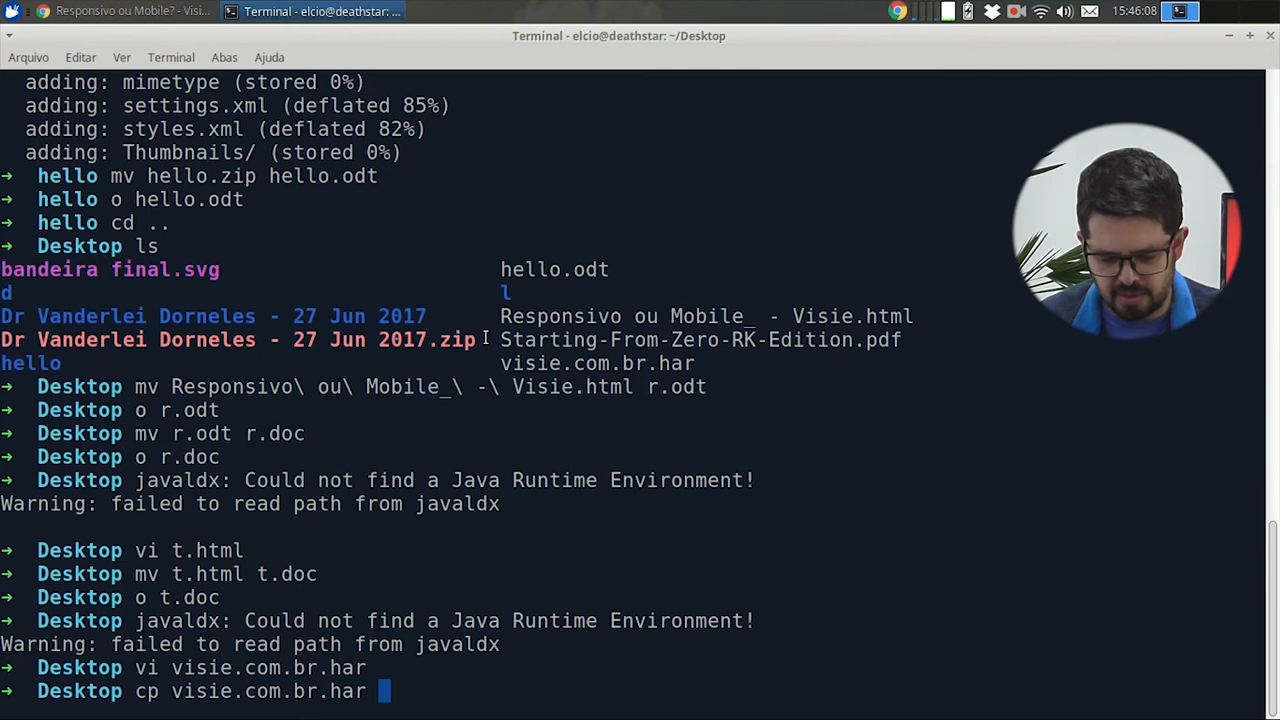 Responsivo ou Mobile? - Visi...
Terminal - elcio@deathstar: ...
15:46:08
Terminal - elcio@deathstar: ~/Desktop
Arquivo Editar Ver Terminal Abas Ajuda
adding: mimetype (stored 0%)
adding: settings.xml (deflated 85%)
adding: styles.xml (deflated 82%)
adding: Thumbnails/ (stored 0%)
➜ hello mv hello.zip hello.odt
➜ hello o hello.odt
➜ hello cd ..
➜ Desktop ls
bandeira final.svg hello.odt
d l
Dr Vanderlei Dorneles - 27 Jun 2017 Responsivo ou Mobile_ - Visie.html
Dr Vanderlei Dorneles - 27 Jun 2017.zip Starting-From-Zero-RK-Edition.pdf
hello visie.com.br.har
➜ Desktop mv Responsivo\ ou\ Mobile_\ -\ Visie.html r.odt
➜ Desktop o r.odt
➜ Desktop mv r.odt r.doc
➜ Desktop o r.doc
➜ Desktop javaldx: Could not find a Java Runtime Environment!
Warning: failed to read path from javaldx
➜ Desktop vi t.html
➜ Desktop mv t.html t.doc
➜ Desktop o t.doc
➜ Desktop javaldx: Could not find a Java Runtime Environment!
Warning: failed to read path from javaldx
➜ Desktop vi visie.com.br.har
➜ Desktop cp visie.com.br.har